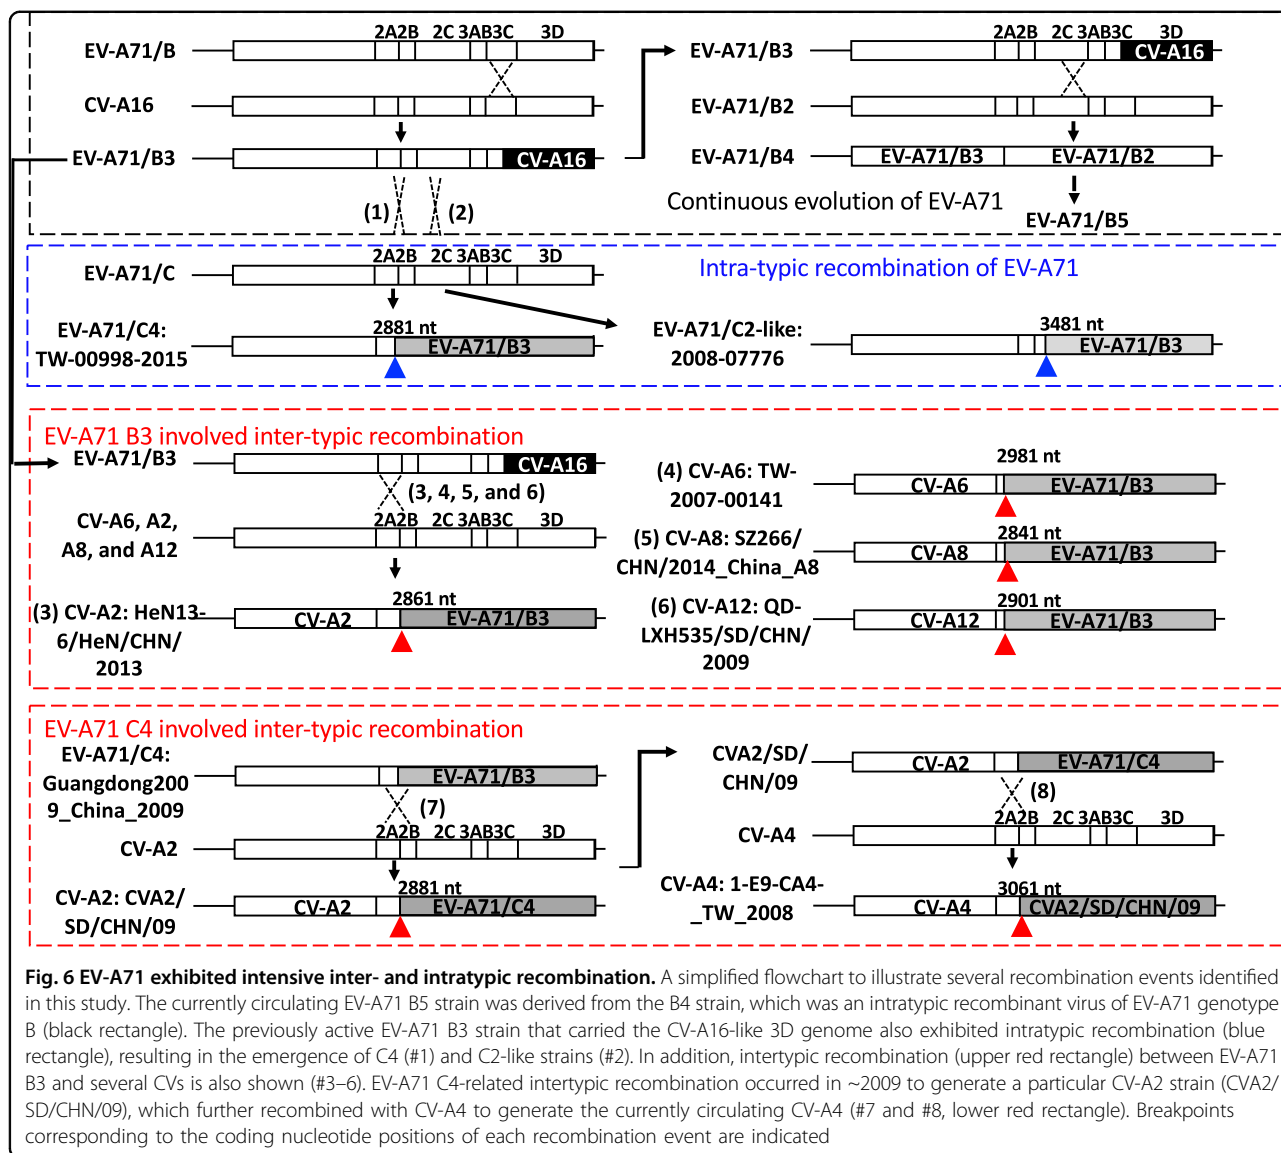 2A2B 2C 3AB3C 3D
EV-A71/B
CV-A16
EV-A71/B3 CV-A16
(1) (2)
2A2B 2C 3AB3C 3D
EV-A71/B3 CV-A16
EV-A71/B2
EV-A71/B4 EV-A71/B3 EV-A71/B2
Continuous evolution of EV-A71
EV-A71/B5
Intra-typic recombination of EV-A71
2A2B 2C 3AB3C 3D
EV-A71/C
EV-A71/C4:
TW-00998-2015
2881 nt
EV-A71/B3
EV-A71/C2-like:
2008-07776
3481 nt
EV-A71/B3
EV-A71 B3 involved inter-typic recombination
EV-A71/B3 CV-A16
(3, 4, 5, and 6)
2A2B 2C 3AB3C 3D
CV-A6, A2,
A8, and A12
(3) CV-A2: HeN13-
6/HeN/CHN/
2013
2861 nt
CV-A2 EV-A71/B3
(4) CV-A6: TW-
2007-00141
2981 nt
CV-A6 EV-A71/B3
(5) CV-A8: SZ266/
CHN/2014_China_A8
2841 nt
CV-A8 EV-A71/B3
(6) CV-A12: QD-
LXH535/SD/CHN/
2009
2901 nt
CV-A12 EV-A71/B3
EV-A71 C4 involved inter-typic recombination
EV-A71/C4:
Guangdong200
9_China_2009
EV-A71/B3
(7)
2A2B 2C 3AB3C 3D
CV-A2
CV-A2: CVA2/
SD/CHN/09
2881 nt
CV-A2 EV-A71/C4
CVA2/SD/
CHN/09
CV-A2 EV-A71/C4
(8)
2A2B 2C 3AB3C 3D
CV-A4
CV-A4: 1-E9-CA4-
_TW_2008
3061 nt
CV-A4 CVA2/SD/CHN/09
Fig. 6 EV-A71 exhibited intensive inter- and intratypic recombination. A simplified flowchart to illustrate several recombination events identified
in this study. The currently circulating EV-A71 B5 strain was derived from the B4 strain, which was an intratypic recombinant virus of EV-A71 genotype
B (black rectangle). The previously active EV-A71 B3 strain that carried the CV-A16-like 3D genome also exhibited intratypic recombination (blue
rectangle), resulting in the emergence of C4 (#1) and C2-like strains (#2). In addition, intertypic recombination (upper red rectangle) between EV-A71
B3 and several CVs is also shown (#3–6). EV-A71 C4-related intertypic recombination occurred in ~2009 to generate a particular CV-A2 strain (CVA2/
SD/CHN/09), which further recombined with CV-A4 to generate the currently circulating CV-A4 (#7 and #8, lower red rectangle). Breakpoints
corresponding to the coding nucleotide positions of each recombination event are indicated